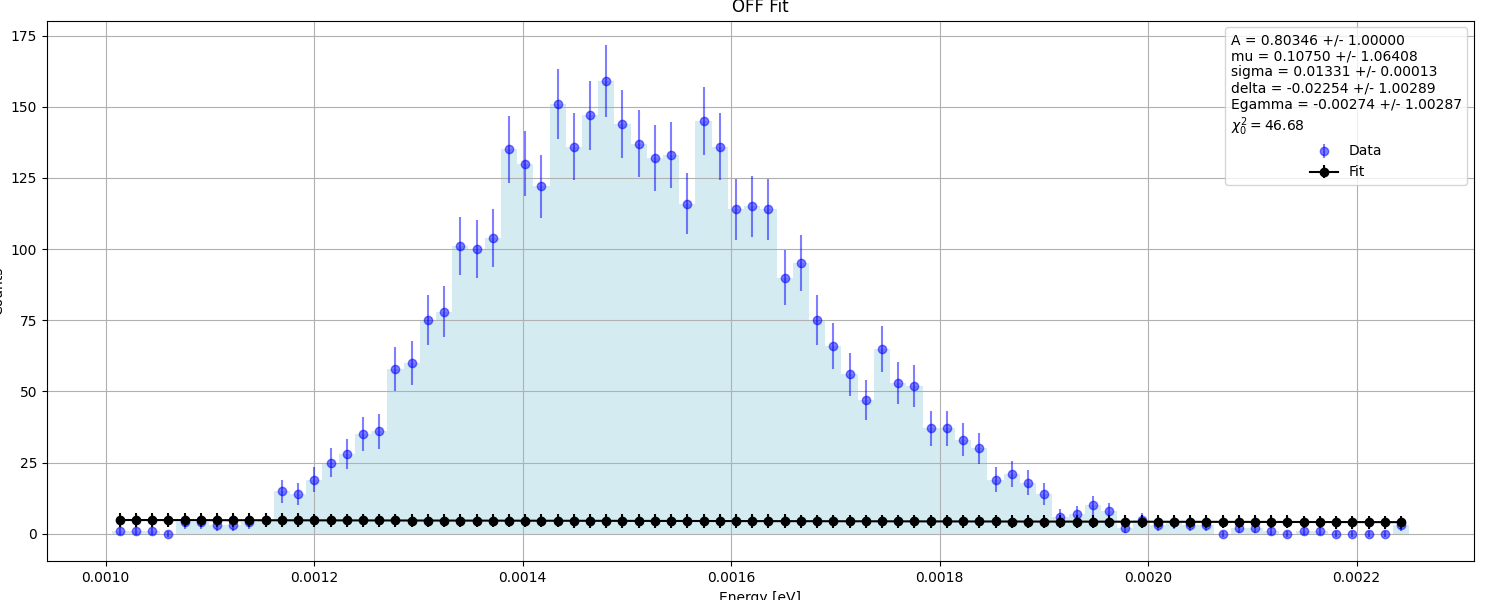 OFF Fit
175
150
125
100
75
50
25
0
A = 0.80346 +/- 1.00000
mu = 0.10750 +/- 1.06408
sigma = 0.01331 +/- 0.00013
delta = -0.02254 +/- 1.00289
Egamma = -0.00274 +/- 1.00287
χ₀² = 46.68
Data
Fit
0.0010 0.0012 0.0014 0.0016 0.0018 0.0020 0.0022
Energy [eV]